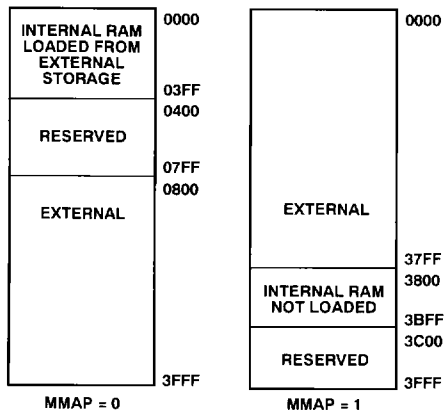 INTERNAL RAM
LOADED FROM
EXTERNAL
STORAGE
0000
03FF
0400
RESERVED
07FF
0800
EXTERNAL
3FFF
MMAP = 0
0000
EXTERNAL
37FF
3800
INTERNAL RAM
NOT LOADED
3BFF
3C00
RESERVED
3FFF
MMAP = 1